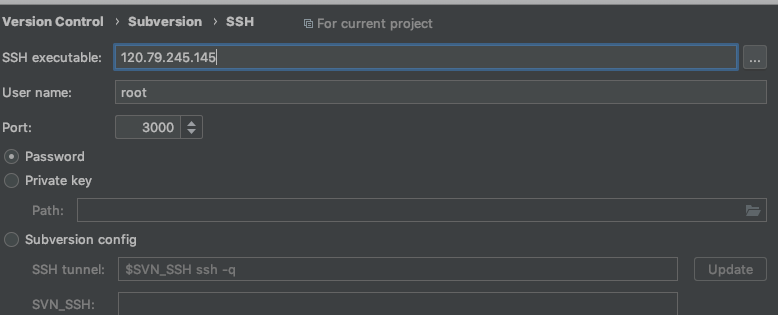 Version Control › Subversion › SSH For current project
SSH executable: 120.79.245.145 ...
User name: root
Port: 3000
Password
Private key
Path:
Subversion config
SSH tunnel: $SVN_SSH ssh -q Update
SVN_SSH: